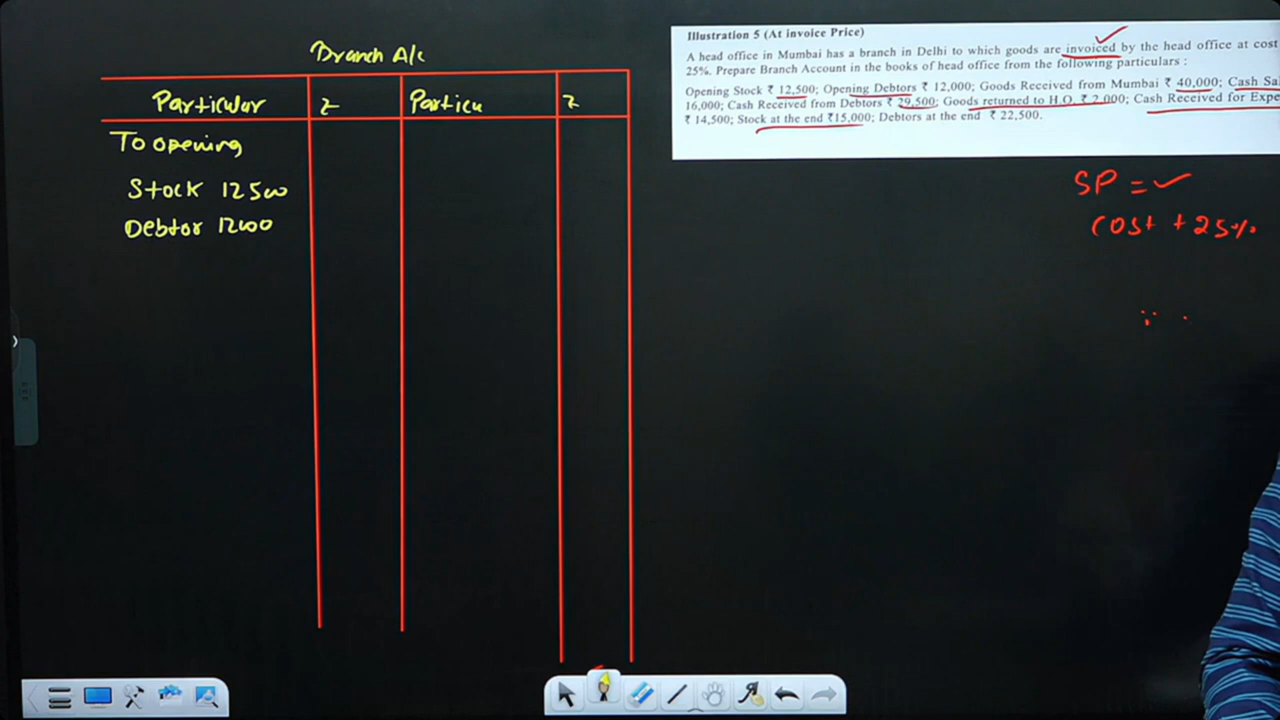 Branch A/c
Particular ₹ Particu ₹
To opening
Stock 12500
Debtor 12000
Illustration 5 (At invoice Price)
A head office in Mumbai has a branch in Delhi to which goods are invoiced by the head office at cost
25%. Prepare Branch Account in the books of head office from the following particulars :
Opening Stock ₹ 12,500; Opening Debtors ₹ 12,000; Goods Received from Mumbai ₹ 40,000; Cash Sa
16,000; Cash Received from Debtors ₹ 29,500; Goods returned to H.O. ₹ 2,000; Cash Received for Expe
₹ 14,500; Stock at the end ₹15,000; Debtors at the end ₹ 22,500.
SP =
Cost + 25%